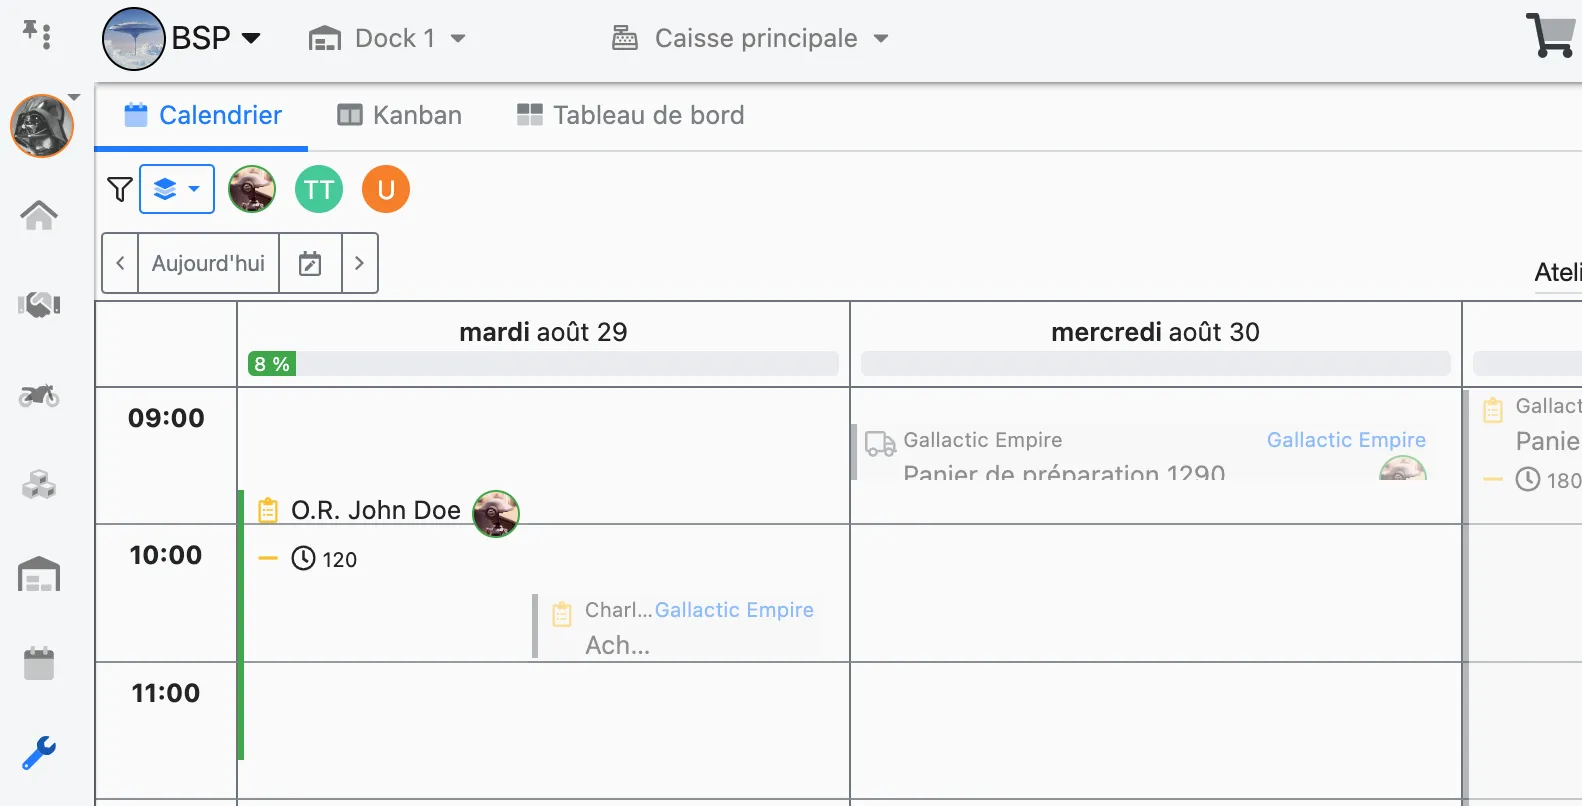 BSP Dock 1 Caisse principale
Calendrier Kanban Tableau de bord
TT U
Aujourd'hui
Ateli
mardi août 29 mercredi août 30
8 %
09:00
Gallactic Empire Gallactic Empire
Panier de préparation 1290
Gallact
Panie
180
O.R. John Doe
10:00
120
Charl... Gallactic Empire
Ach...
11:00